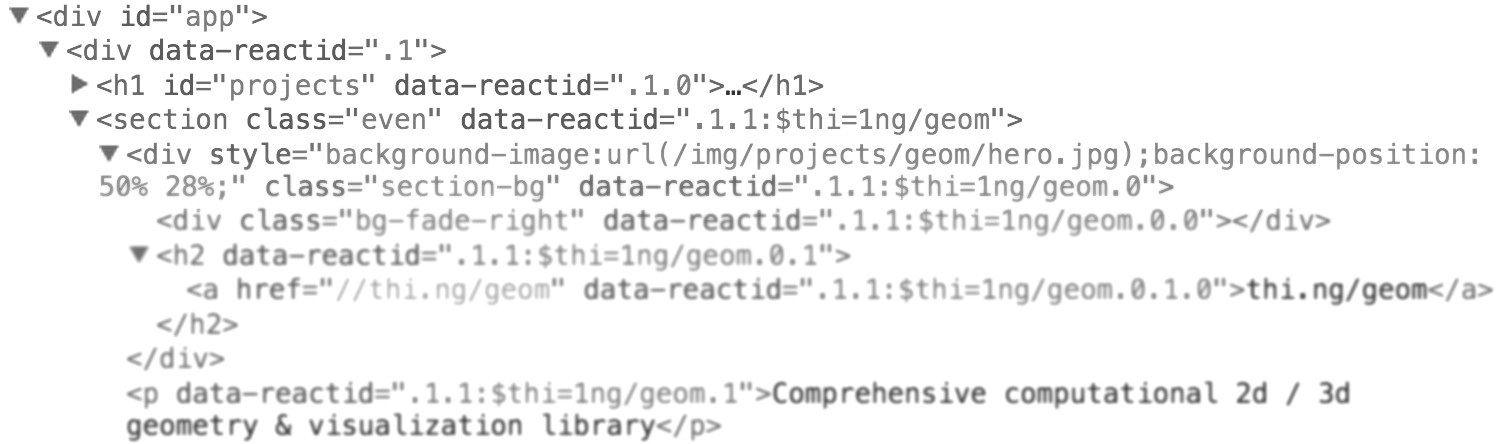 <div id="app">
<div data-reactid=".1">
<h1 id="projects" data-reactid=".1.0">…</h1>
<section class="even" data-reactid=".1.1:$thi=1ng/geom">
<div style="background-image:url(/img/projects/geom/hero.jpg);background-position:
50% 28%;" class="section-bg" data-reactid=".1.1:$thi=1ng/geom.0">
<div class="bg-fade-right" data-reactid=".1.1:$thi=1ng/geom.0.0"></div>
<h2 data-reactid=".1.1:$thi=1ng/geom.0.1">
<a href="//thi.ng/geom" data-reactid=".1.1:$thi=1ng/geom.0.1.0">thi.ng/geom</a>
</h2>
</div>
<p data-reactid=".1.1:$thi=1ng/geom.1">Comprehensive computational 2d / 3d
geometry & visualization library</p>